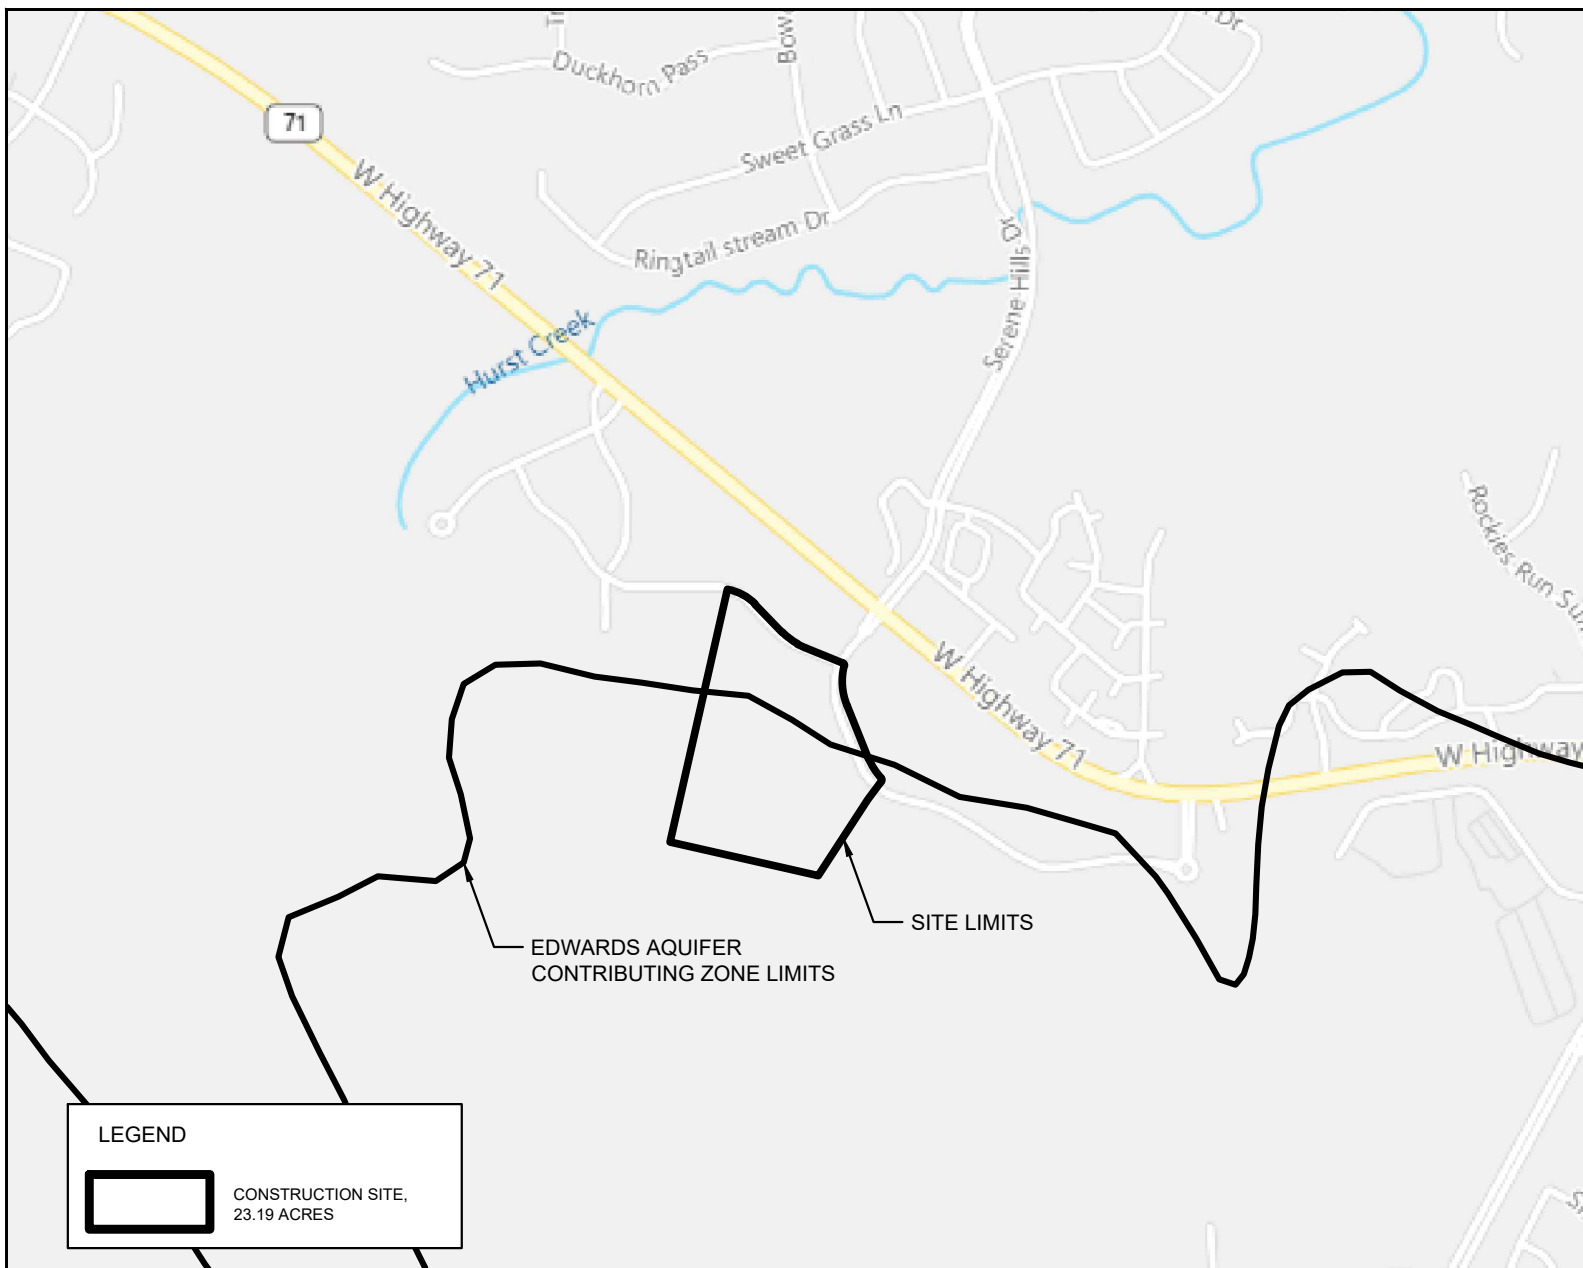 Duckhorn Pass
71
Sweet Grass Ln
W Highway 71
Ringtail stream Dr
Serene Hills Dr
Hurst Creek
Rockies Run
W Highway 71
W Highway
SITE LIMITS
EDWARDS AQUIFER
CONTRIBUTING ZONE LIMITS
LEGEND
CONSTRUCTION SITE,
23.19 ACRES